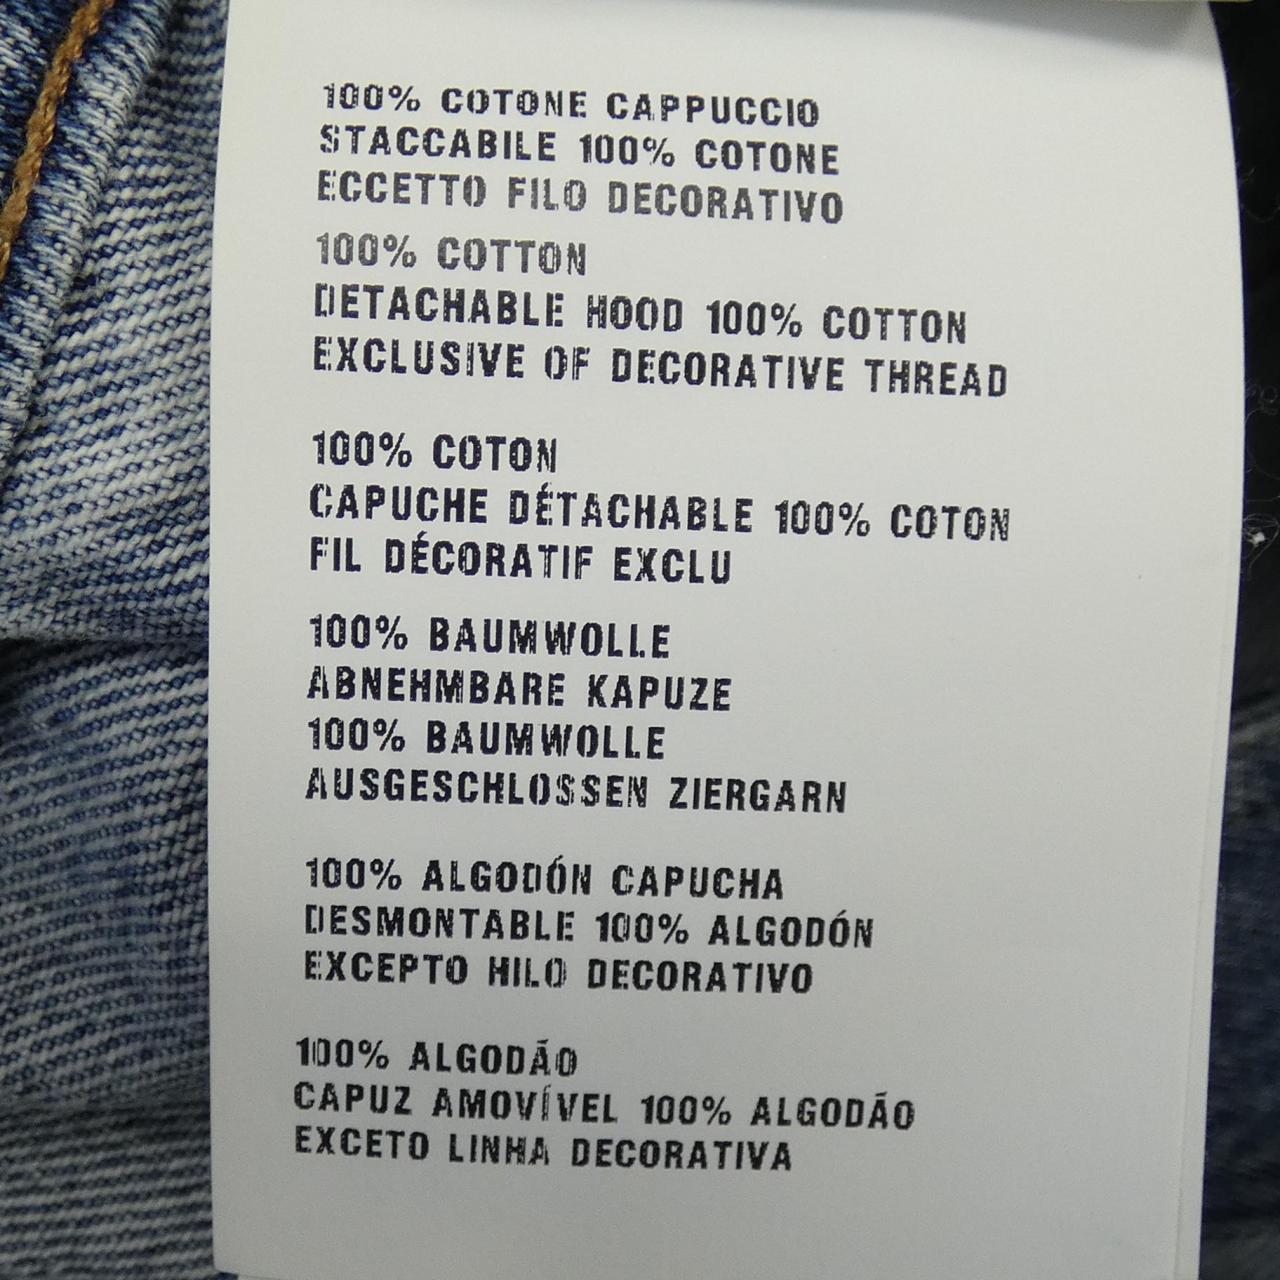 100% COTONE CAPPUCCIO
STACCABILE 100% COTONE
ECCETTO FILO DECORATIVO
100% COTTON
DETACHABLE HOOD 100% COTTON
EXCLUSIVE OF DECORATIVE THREAD
100% COTON
CAPUCHE DÉTACHABLE 100% COTON
FIL DÉCORATIF EXCLU
100% BAUMWOLLE
ABNEHMBARE KAPUZE
100% BAUMWOLLE
AUSGESCHLOSSEN ZIERGARN
100% ALGODÓN CAPUCHA
DESMONTABLE 100% ALGODÓN
EXCEPTO HILO DECORATIVO
100% ALGODÃO
CAPUZ AMOVÍVEL 100% ALGODÃO
EXCETO LINHA DECORATIVA